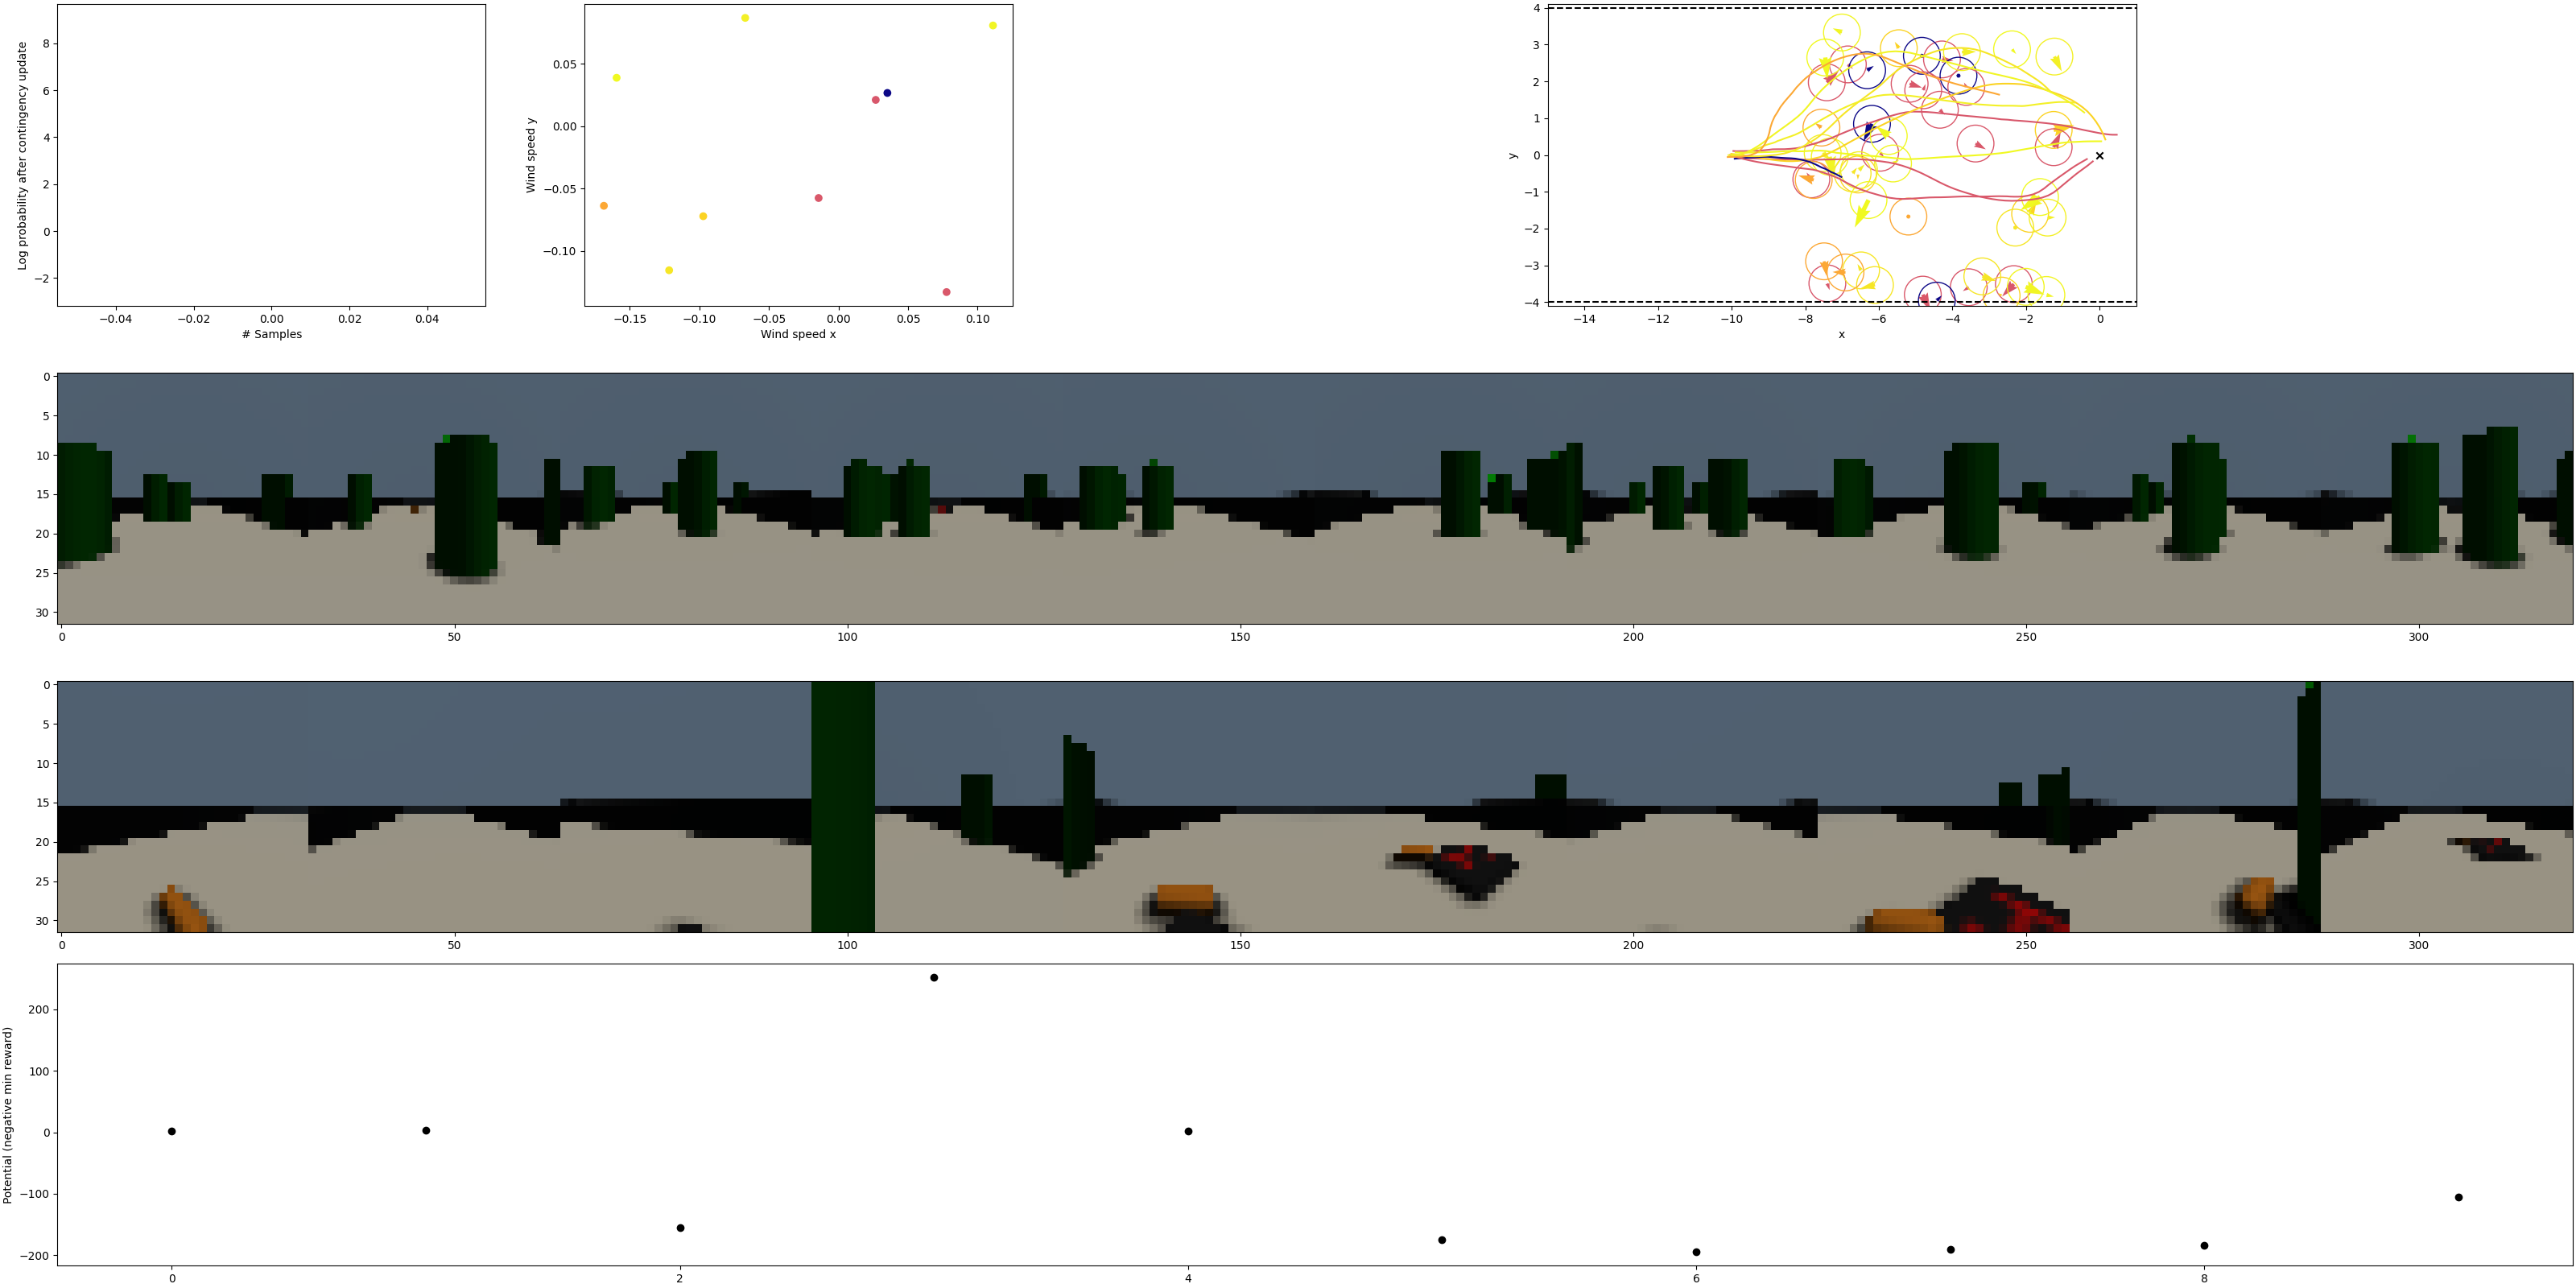 Log probability after contingency update
8
6
4
2
0
−2
−0.04 −0.02 0.00 0.02 0.04
# Samples
Wind speed y
0.05
0.00
−0.05
−0.10
−0.15 −0.10 −0.05 0.00 0.05 0.10
Wind speed x
y
4
3
2
1
0
−1
−2
−3
−4
−14 −12 −10 −8 −6 −4 −2 0
x
0
5
10
15
20
25
30
0 50 100 150 200 250 300
0
5
10
15
20
25
30
0 50 100 150 200 250 300
Potential (negative min reward)
200
100
0
−100
−200
0 2 4 6 8